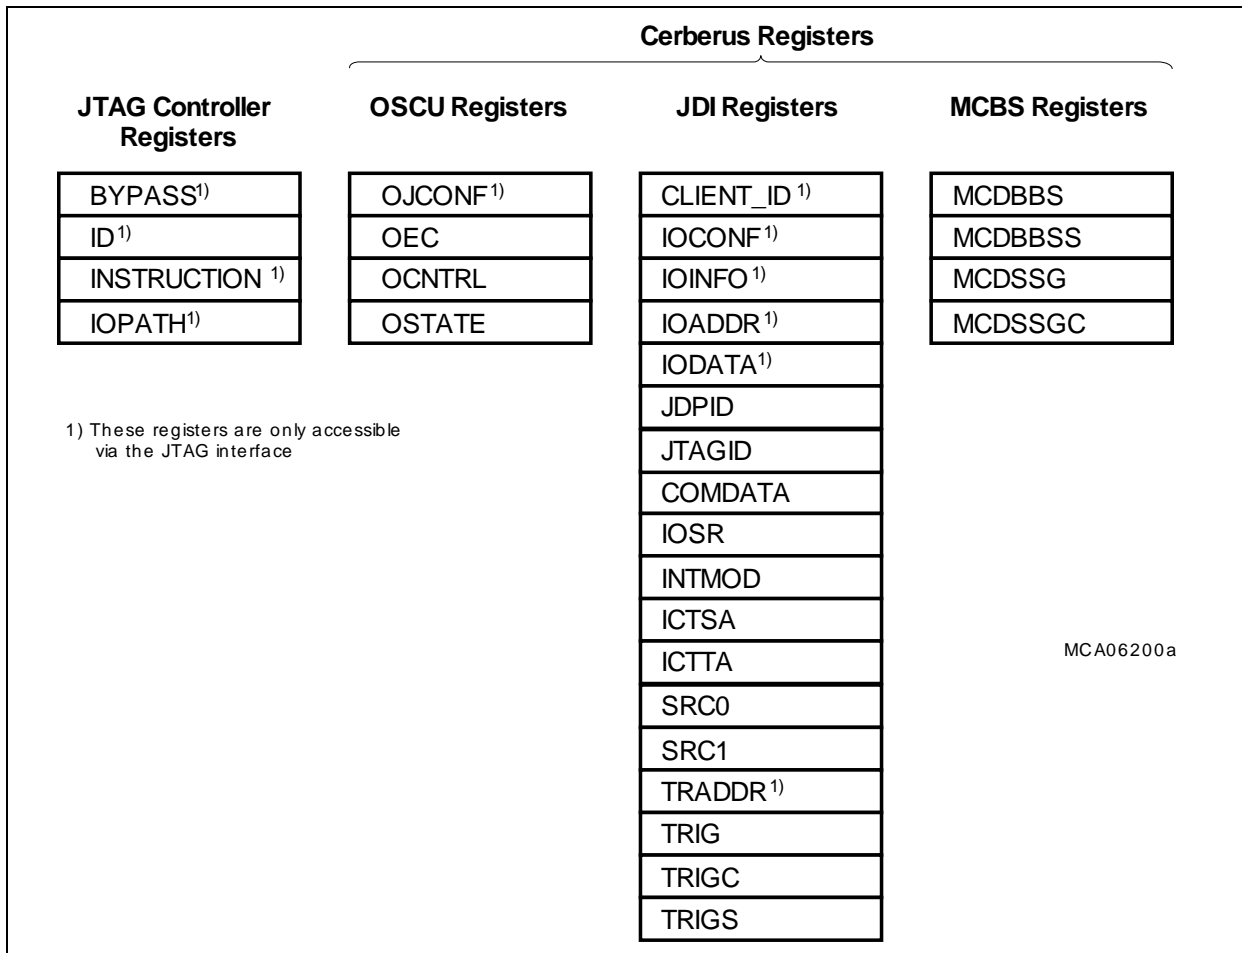 Cerberus Registers
JTAG Controller
Registers
BYPASS1)
ID1)
INSTRUCTION 1)
IOPATH1)
1) These registers are only accessible
via the JTAG interface
OSCU Registers
OJCONF1)
OEC
OCNTRL
OSTATE
JDI Registers
CLIENT_ID 1)
IOCONF1)
IOINFO1)
IOADDR1)
IODATA1)
JDPID
JTAGID
COMDATA
IOSR
INTMOD
ICTSA
ICTTA
SRC0
SRC1
TRADDR1)
TRIG
TRIGC
TRIGS
MCBS Registers
MCDBBS
MCDBBSS
MCDSSG
MCDSSGC
MCA06200a